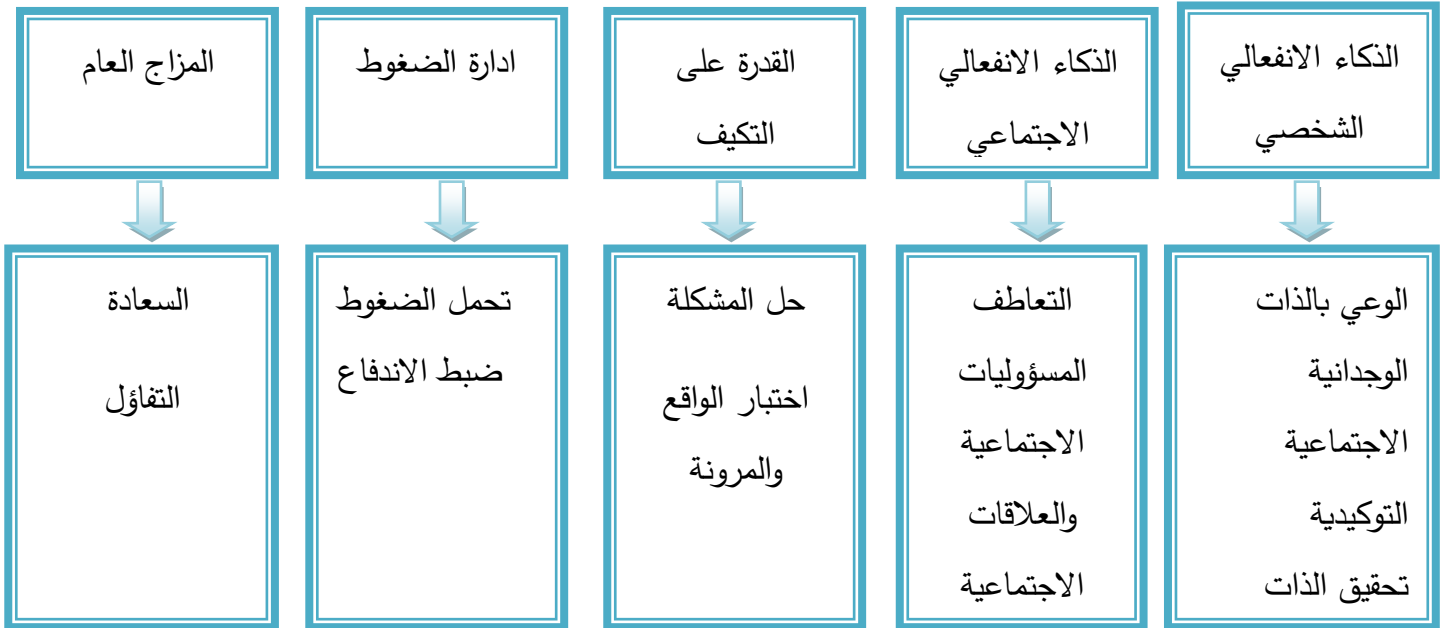 الذكاء الانفعالي
الشخصي
الذكاء الانفعالي
الاجتماعي
القدرة على
التكيف
ادارة الضغوط
المزاج العام
الوعي بالذات
الوجدانية
الاجتماعية
التوكيدية
تحقيق الذات
التعاطف
المسؤوليات
الاجتماعية
والعلاقات
الاجتماعية
حل المشكلة
اختبار الواقع
والمرونة
تحمل الضغوط
ضبط الاندفاع
السعادة
التفاؤل